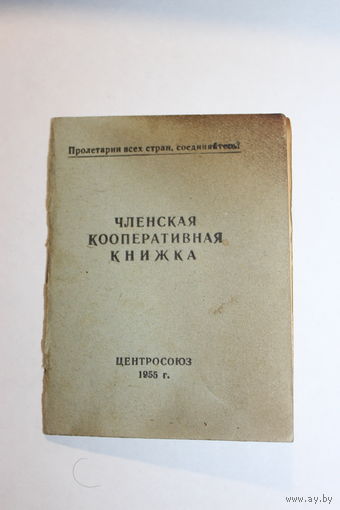 Пролетарии всех стран, соединяйтесь!
ЧЛЕНСКАЯ
КООПЕРАТИВНАЯ
КНИЖКА
ЦЕНТРОСОЮЗ
1955 г.
www.ay.by